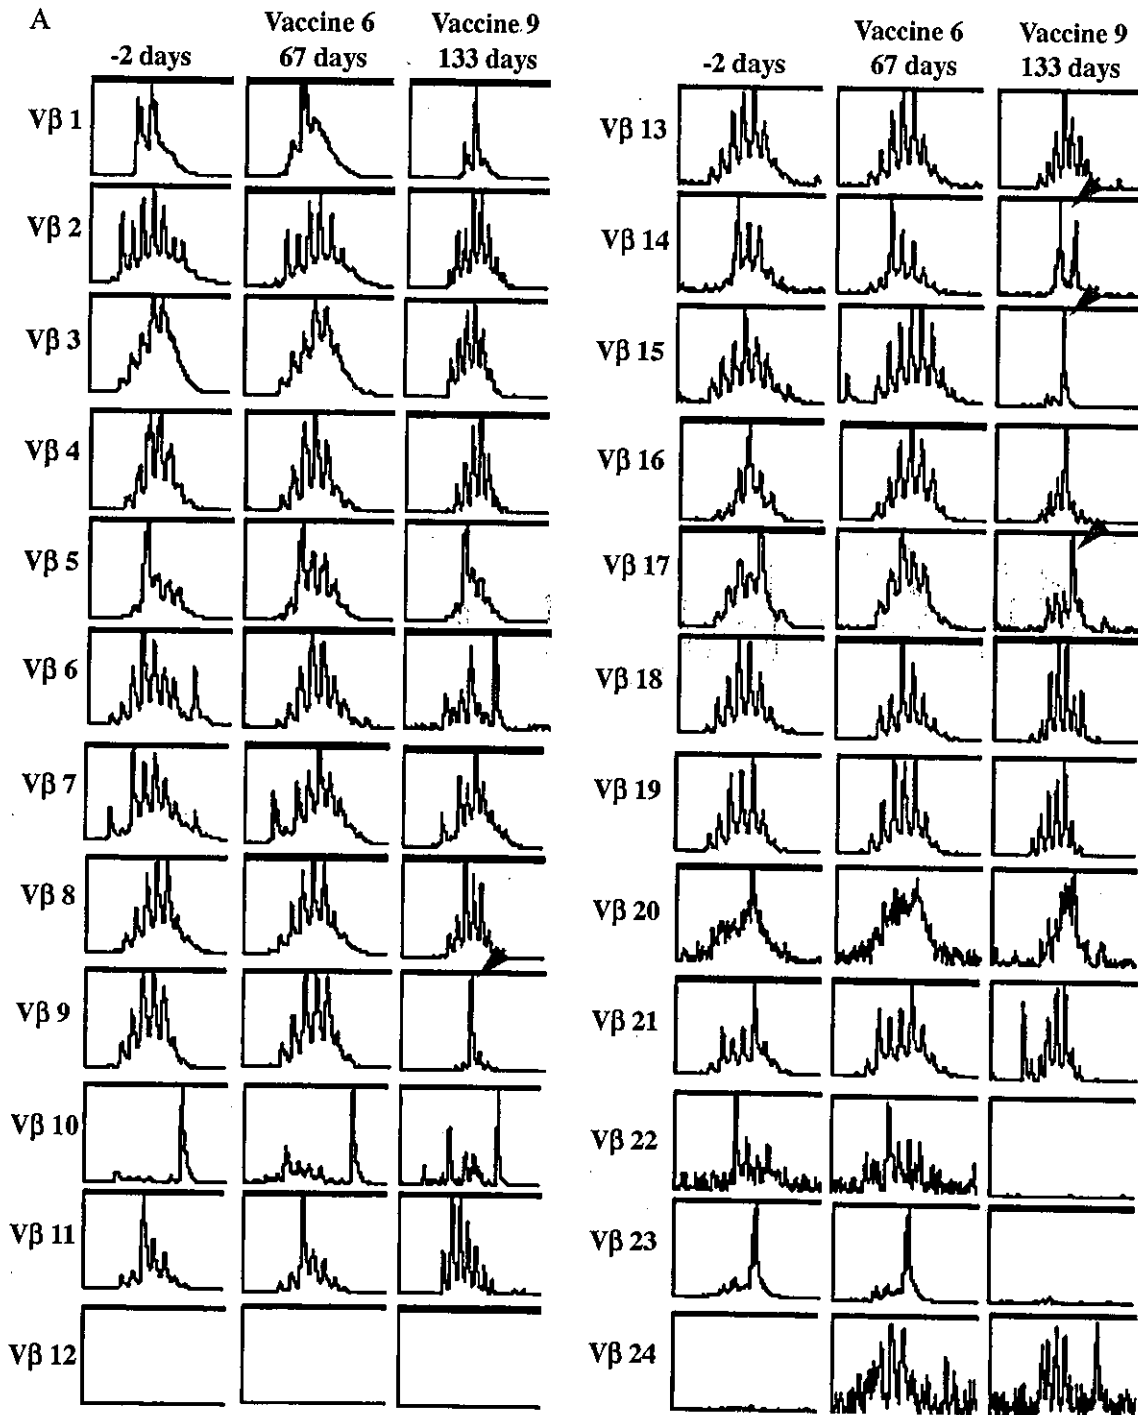 A
Vaccine 6 Vaccine 9
-2 days 67 days 133 days
Vβ 1
Vβ 2
Vβ 3
Vβ 4
Vβ 5
Vβ 6
Vβ 7
Vβ 8
Vβ 9
Vβ 10
Vβ 11
Vβ 12
Vaccine 6 Vaccine 9
-2 days 67 days 133 days
Vβ 13
Vβ 14
Vβ 15
Vβ 16
Vβ 17
Vβ 18
Vβ 19
Vβ 20
Vβ 21
Vβ 22
Vβ 23
Vβ 24